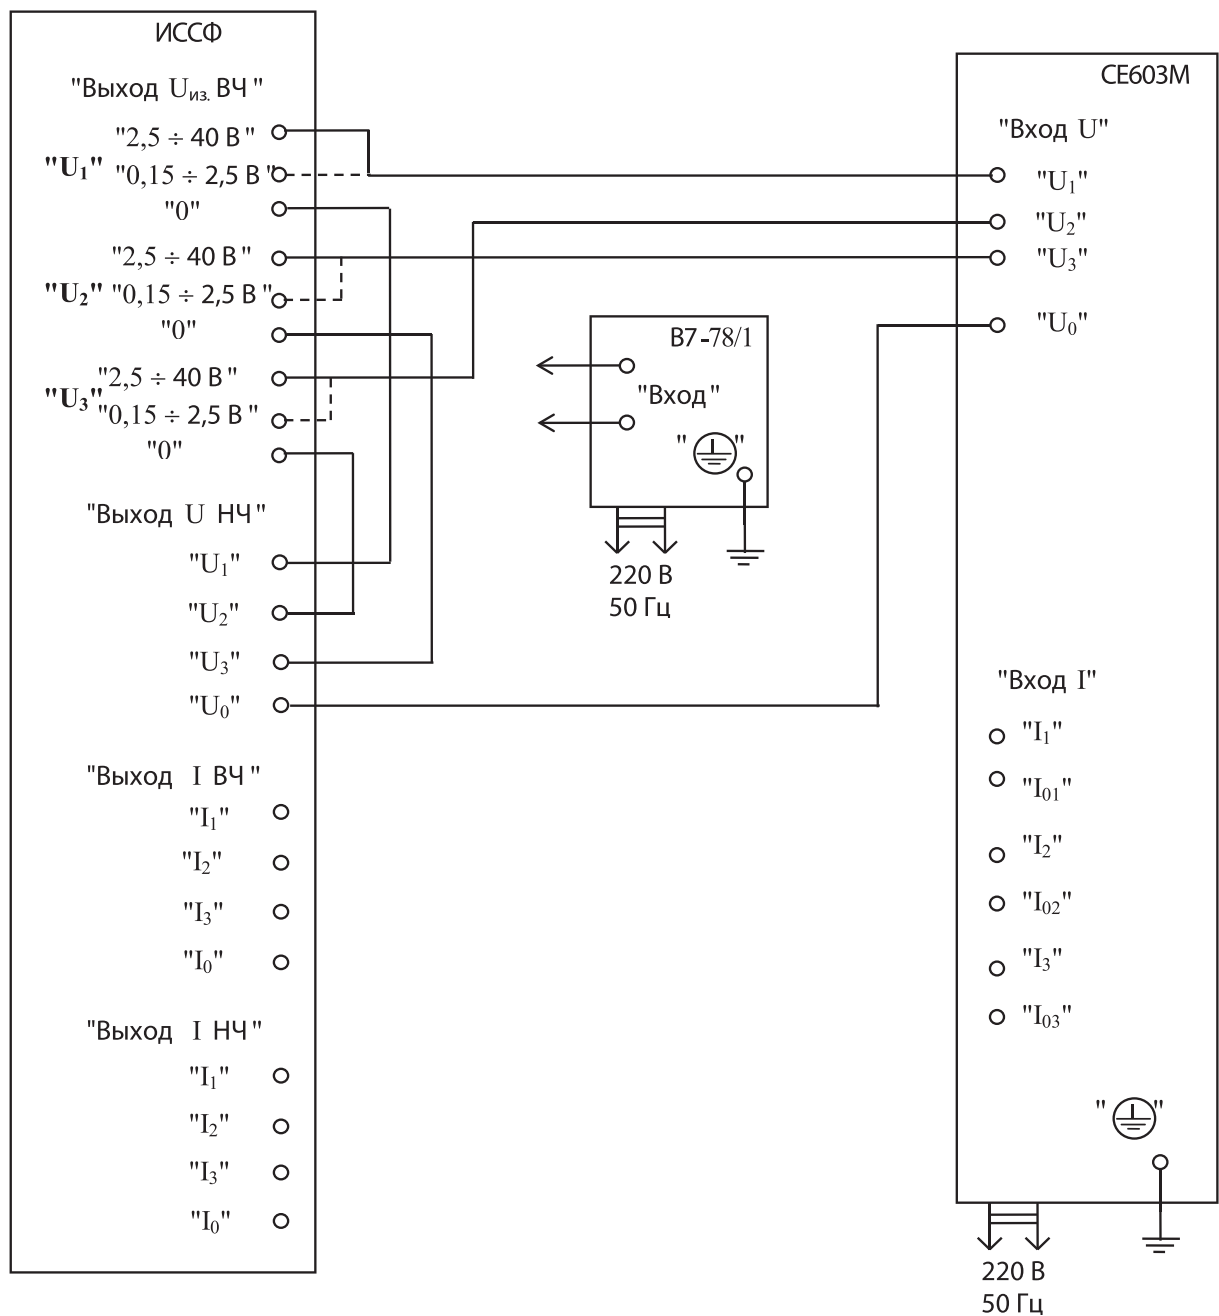 ИССФ
"Выход Uиз. ВЧ"
"2,5 ÷ 40 В"
"U1" "0,15 ÷ 2,5 В"
"0"
"2,5 ÷ 40 В"
"U2" "0,15 ÷ 2,5 В"
"0"
"2,5 ÷ 40 В"
"U3" "0,15 ÷ 2,5 В"
"0"
"Выход U НЧ"
"U1"
"U2"
"U3"
"U0"
"Выход I ВЧ"
"I1"
"I2"
"I3"
"I0"
"Выход I НЧ"
"I1"
"I2"
"I3"
"I0"
В7-78/1
"Вход"
" "
220 В
50 Гц
СЕ603М
"Вход U"
"U1"
"U2"
"U3"
"U0"
"Вход I"
"I1"
"I01"
"I2"
"I02"
"I3"
"I03"
" "
220 В
50 Гц